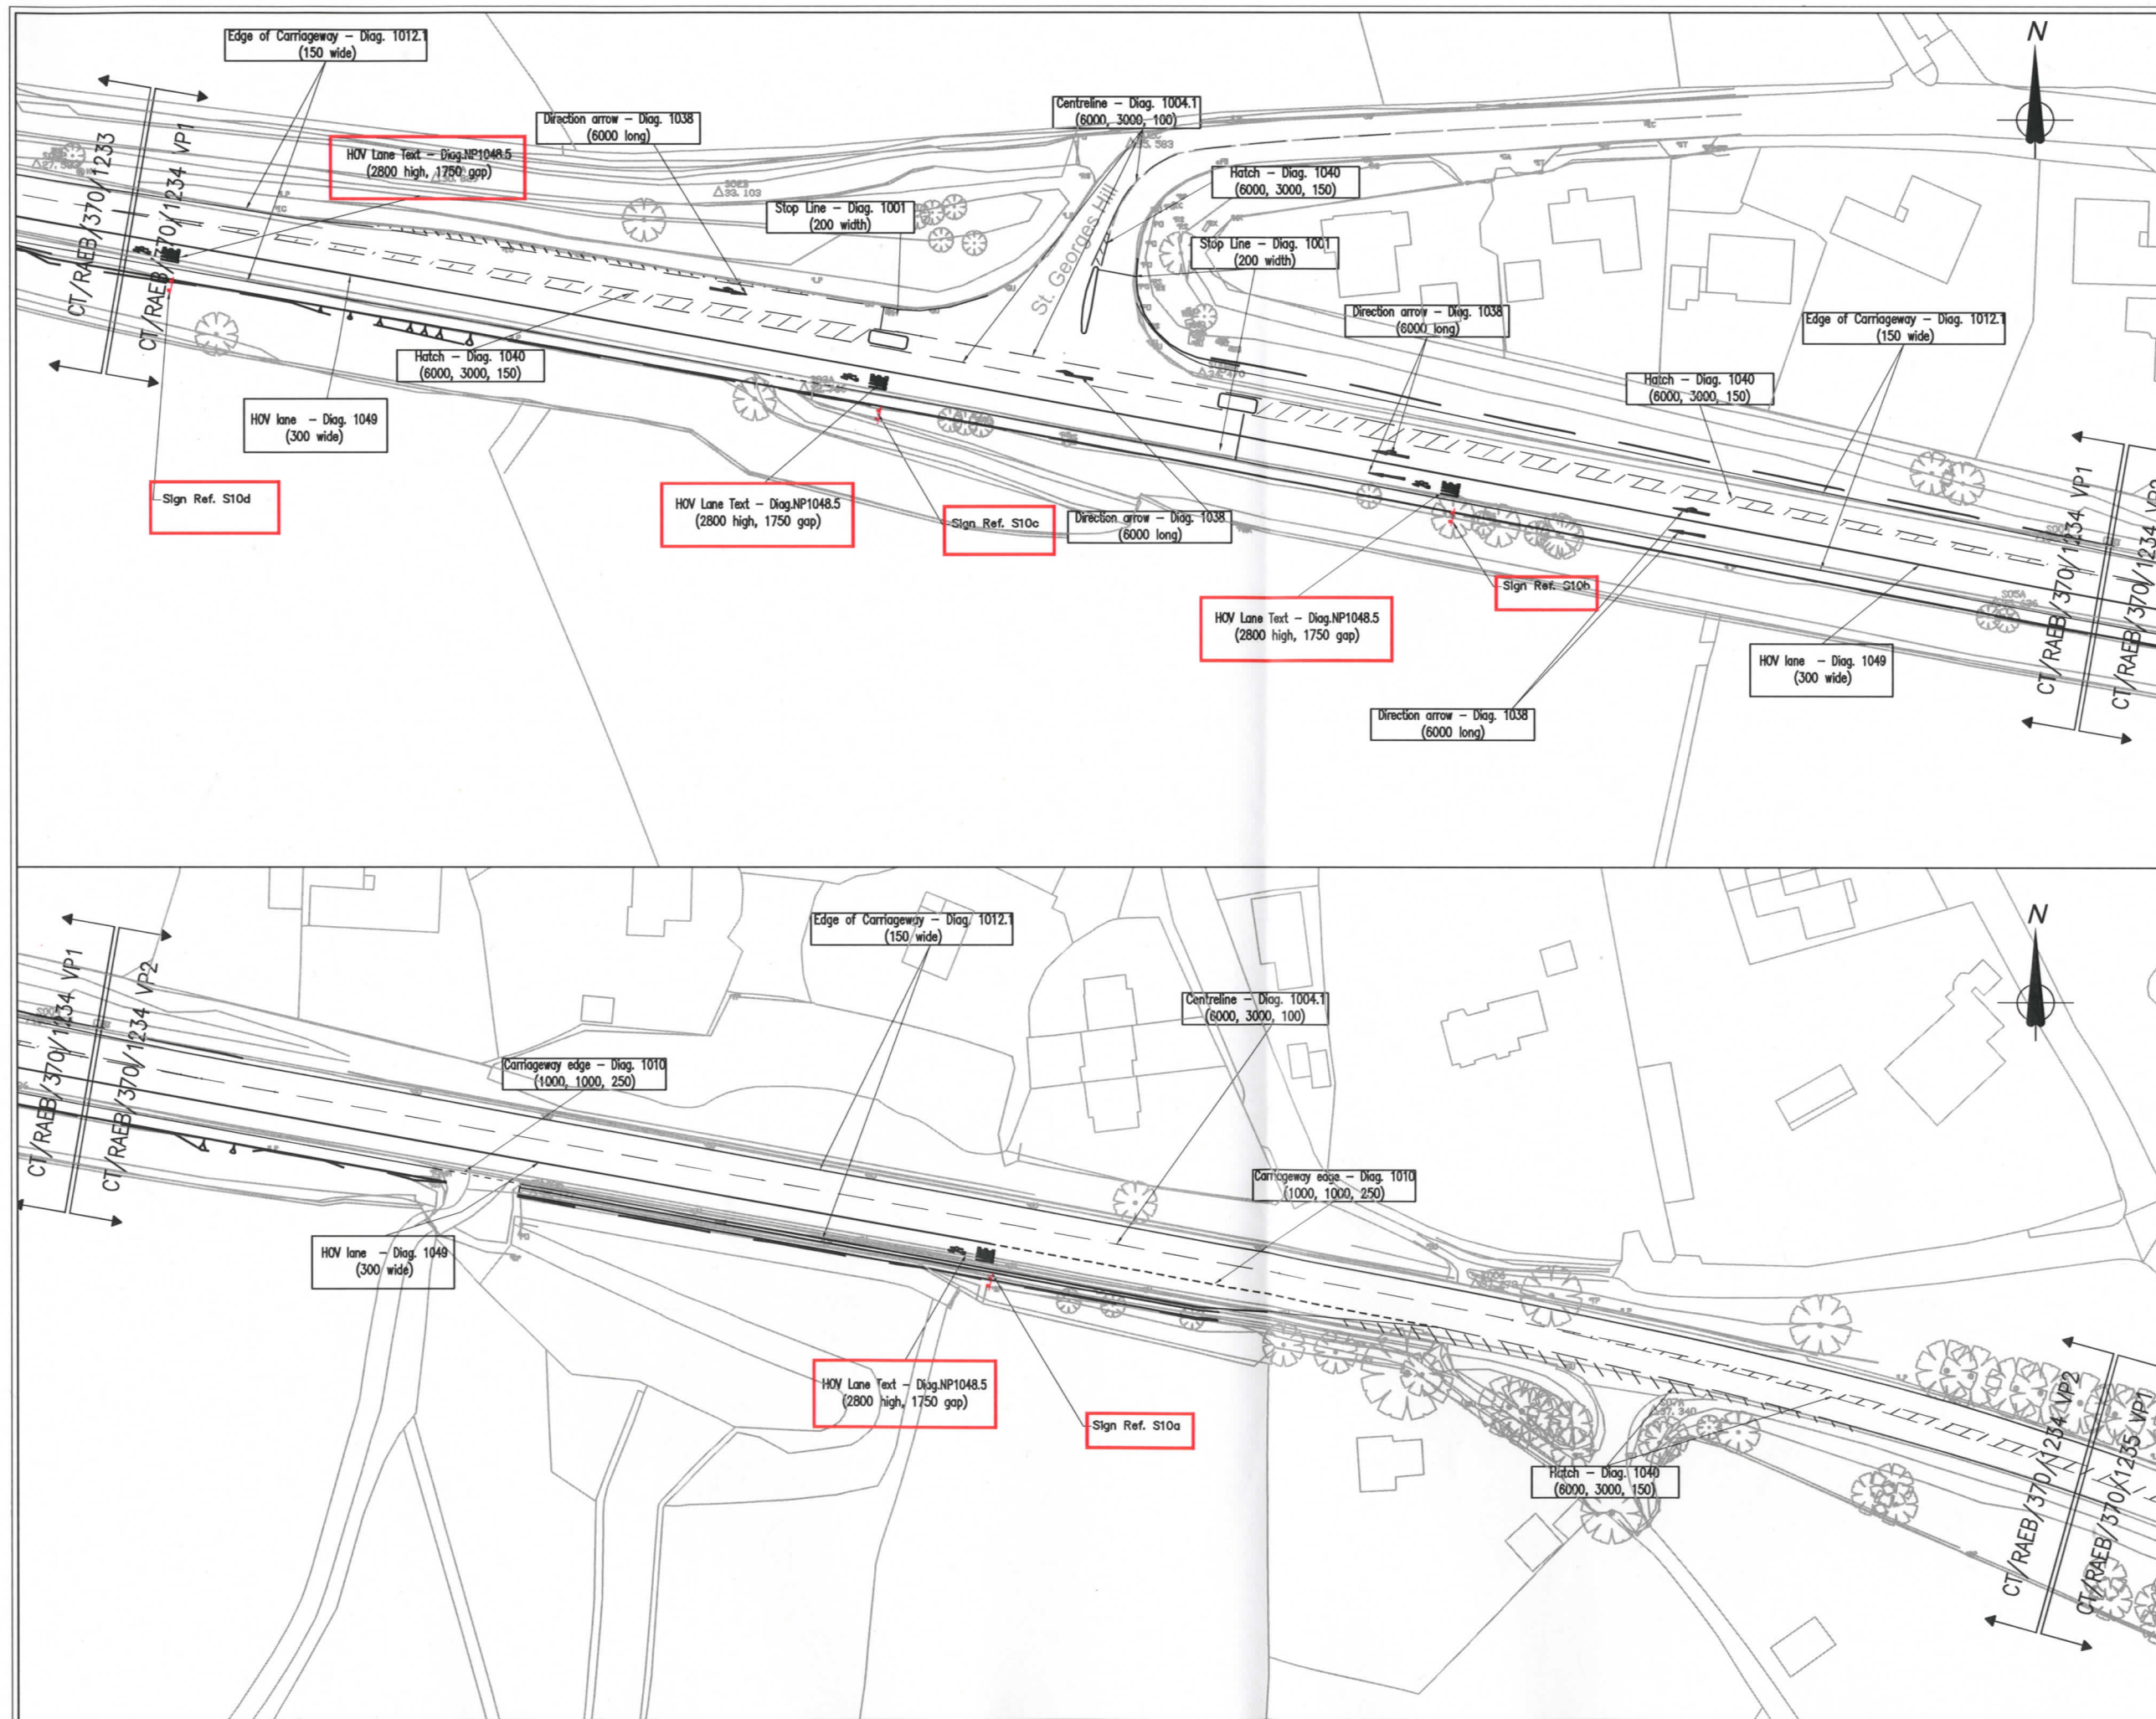 Edge of Carriageway – Diag. 1012.1
(150 wide)
N
Centreline – Diag. 1004.1
(6000, 3000, 100)
Direction arrow – Diag. 1038
(6000 long)
CT/RAEB/370/1233
CT/RAEB/370/1234 VP1
HOV Lane Text – Diag.NP1048.5
(2800 high, 1750 gap)
33.103
Hatch – Diag. 1040
(6000, 3000, 150)
Stop Line – Diag. 1001
(200 width)
St. Georges Hill
Stop Line – Diag. 1001
(200 width)
Direction arrow – Diag. 1038
(6000 long)
Edge of Carriageway – Diag. 1012.1
(150 wide)
Hatch – Diag. 1040
(6000, 3000, 150)
Hatch – Diag. 1040
(6000, 3000, 150)
HOV lane – Diag. 1049
(300 wide)
Sign Ref. S10d
HOV Lane Text – Diag.NP1048.5
(2800 high, 1750 gap)
Sign Ref. S10c
Direction arrow – Diag. 1038
(6000 long)
Sign Ref. S10b
HOV Lane Text – Diag.NP1048.5
(2800 high, 1750 gap)
HOV lane – Diag. 1049
(300 wide)
Direction arrow – Diag. 1038
(6000 long)
CT/RAEB/370/1234 VP1
CT/RAEB/370/1234 VP2
Edge of Carriageway – Diag. 1012.1
(150 wide)
N
CT/RAEB/370/1234 VP1
CT/RAEB/370/1234 VP2
Centreline – Diag. 1004.1
(6000, 3000, 100)
Carriageway edge – Diag. 1010
(1000, 1000, 250)
Carriageway edge – Diag. 1010
(1000, 1000, 250)
HOV lane – Diag. 1049
(300 wide)
HOV Lane Text – Diag.NP1048.5
(2800 high, 1750 gap)
Sign Ref. S10a
Hatch – Diag. 1040
(6000, 3000, 150)
CT/RAEB/370/1234 VP2
CT/RAEB/370/1235 VP1